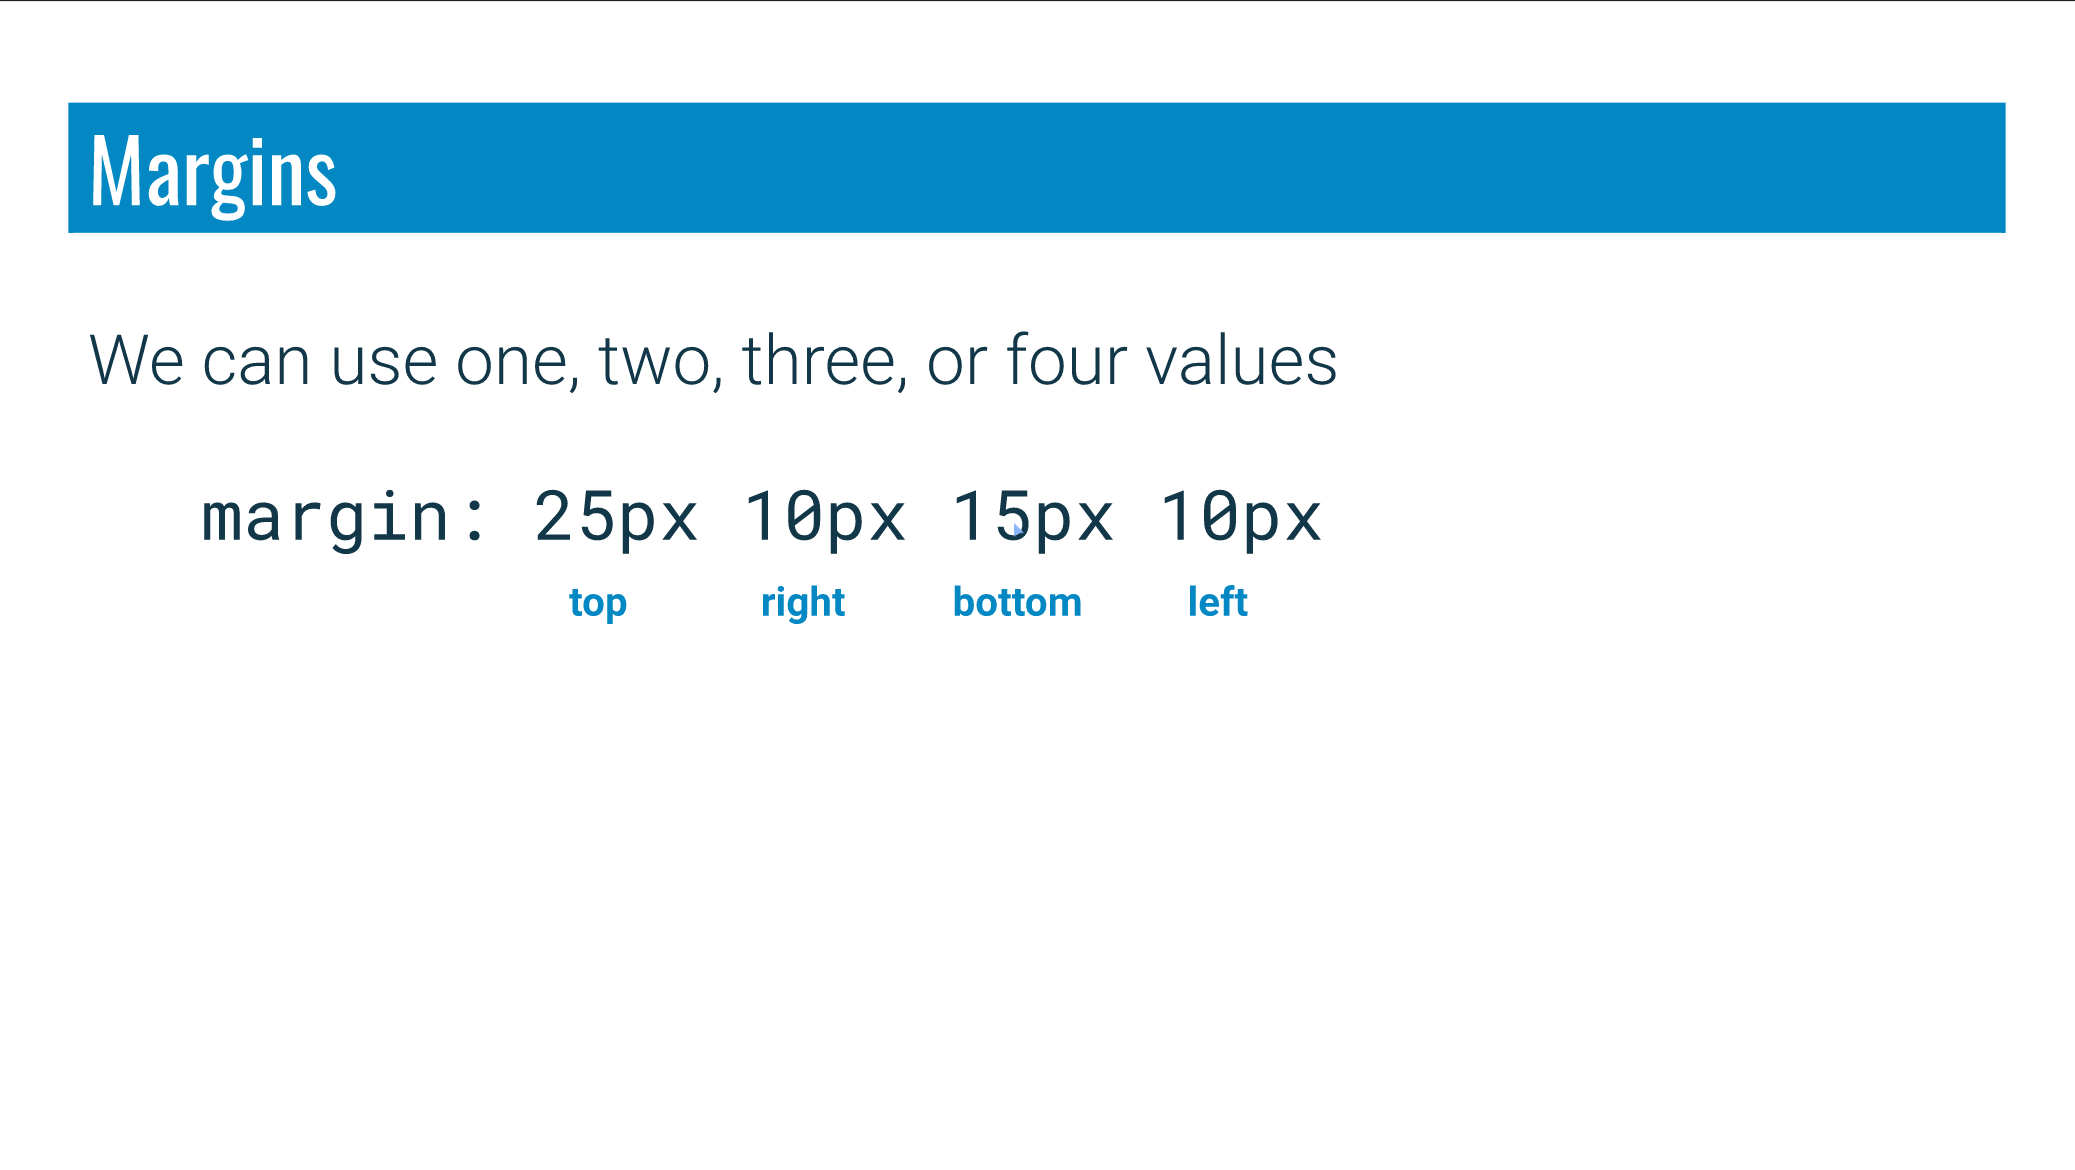 Margins
We can use one, two, three, or four values
margin: 25px 10px 15px 10px
top right bottom left